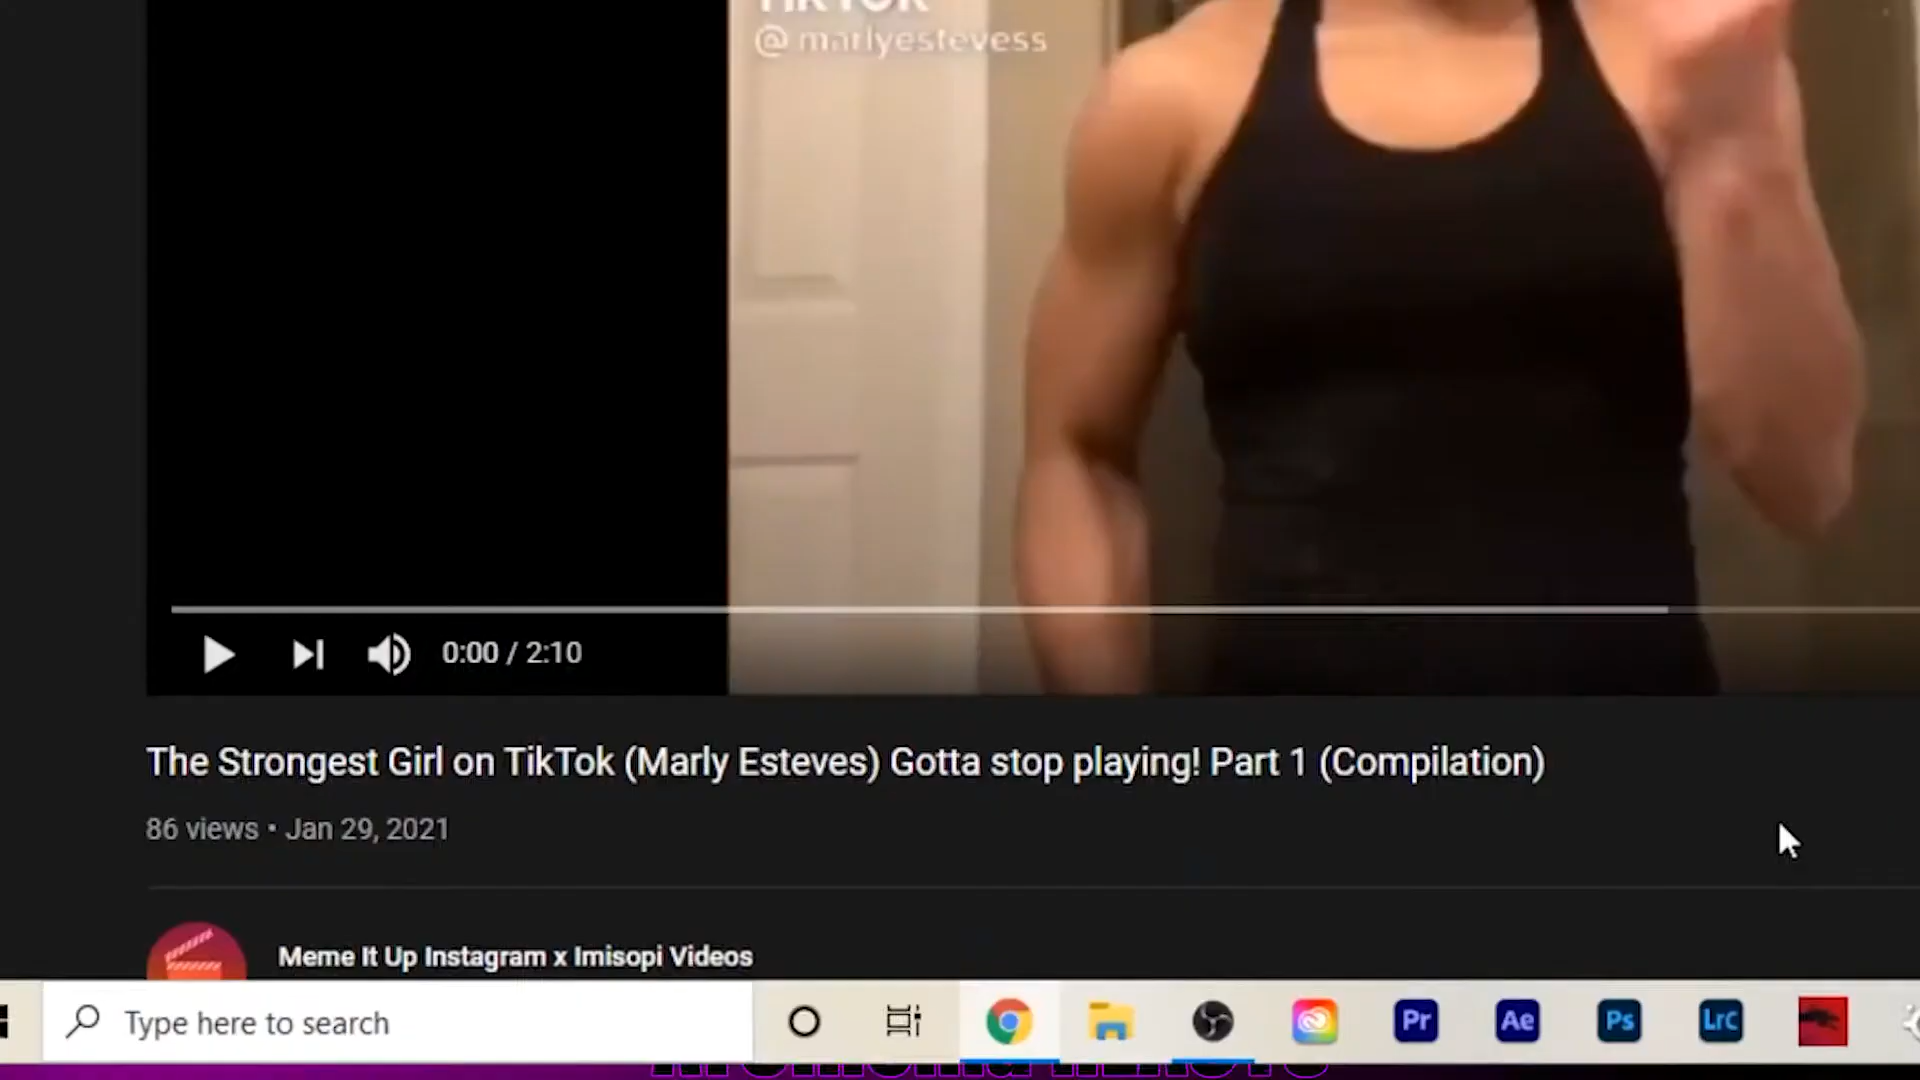 TikTok
@marlyestevess
0:00 / 2:10
The Strongest Girl on TikTok (Marly Esteves) Gotta stop playing! Part 1 (Compilation)
86 views • Jan 29, 2021
Meme It Up Instagram x Imisopi Videos
Type here to search
Pr
Ae
Ps
LrC